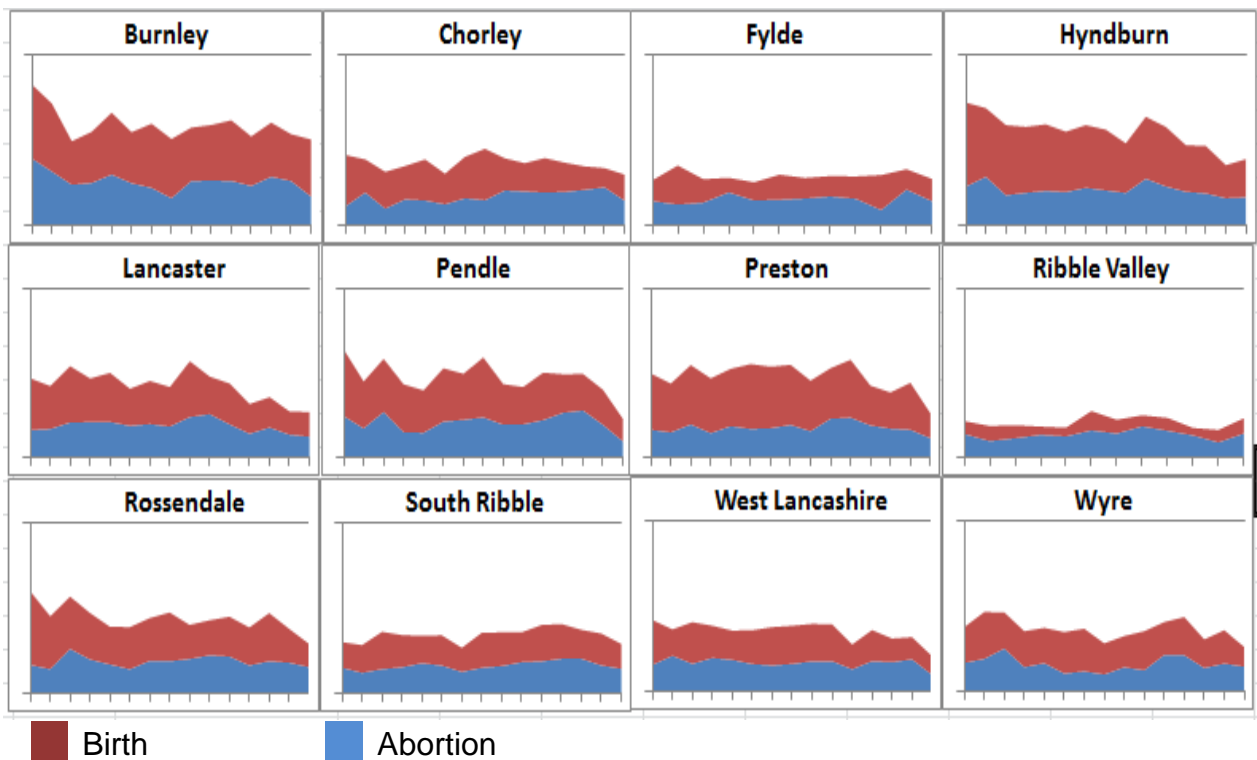 Burnley
Chorley
Fylde
Hyndburn
Lancaster
Pendle
Preston
Ribble Valley
Rossendale
South Ribble
West Lancashire
Wyre
Birth
Abortion